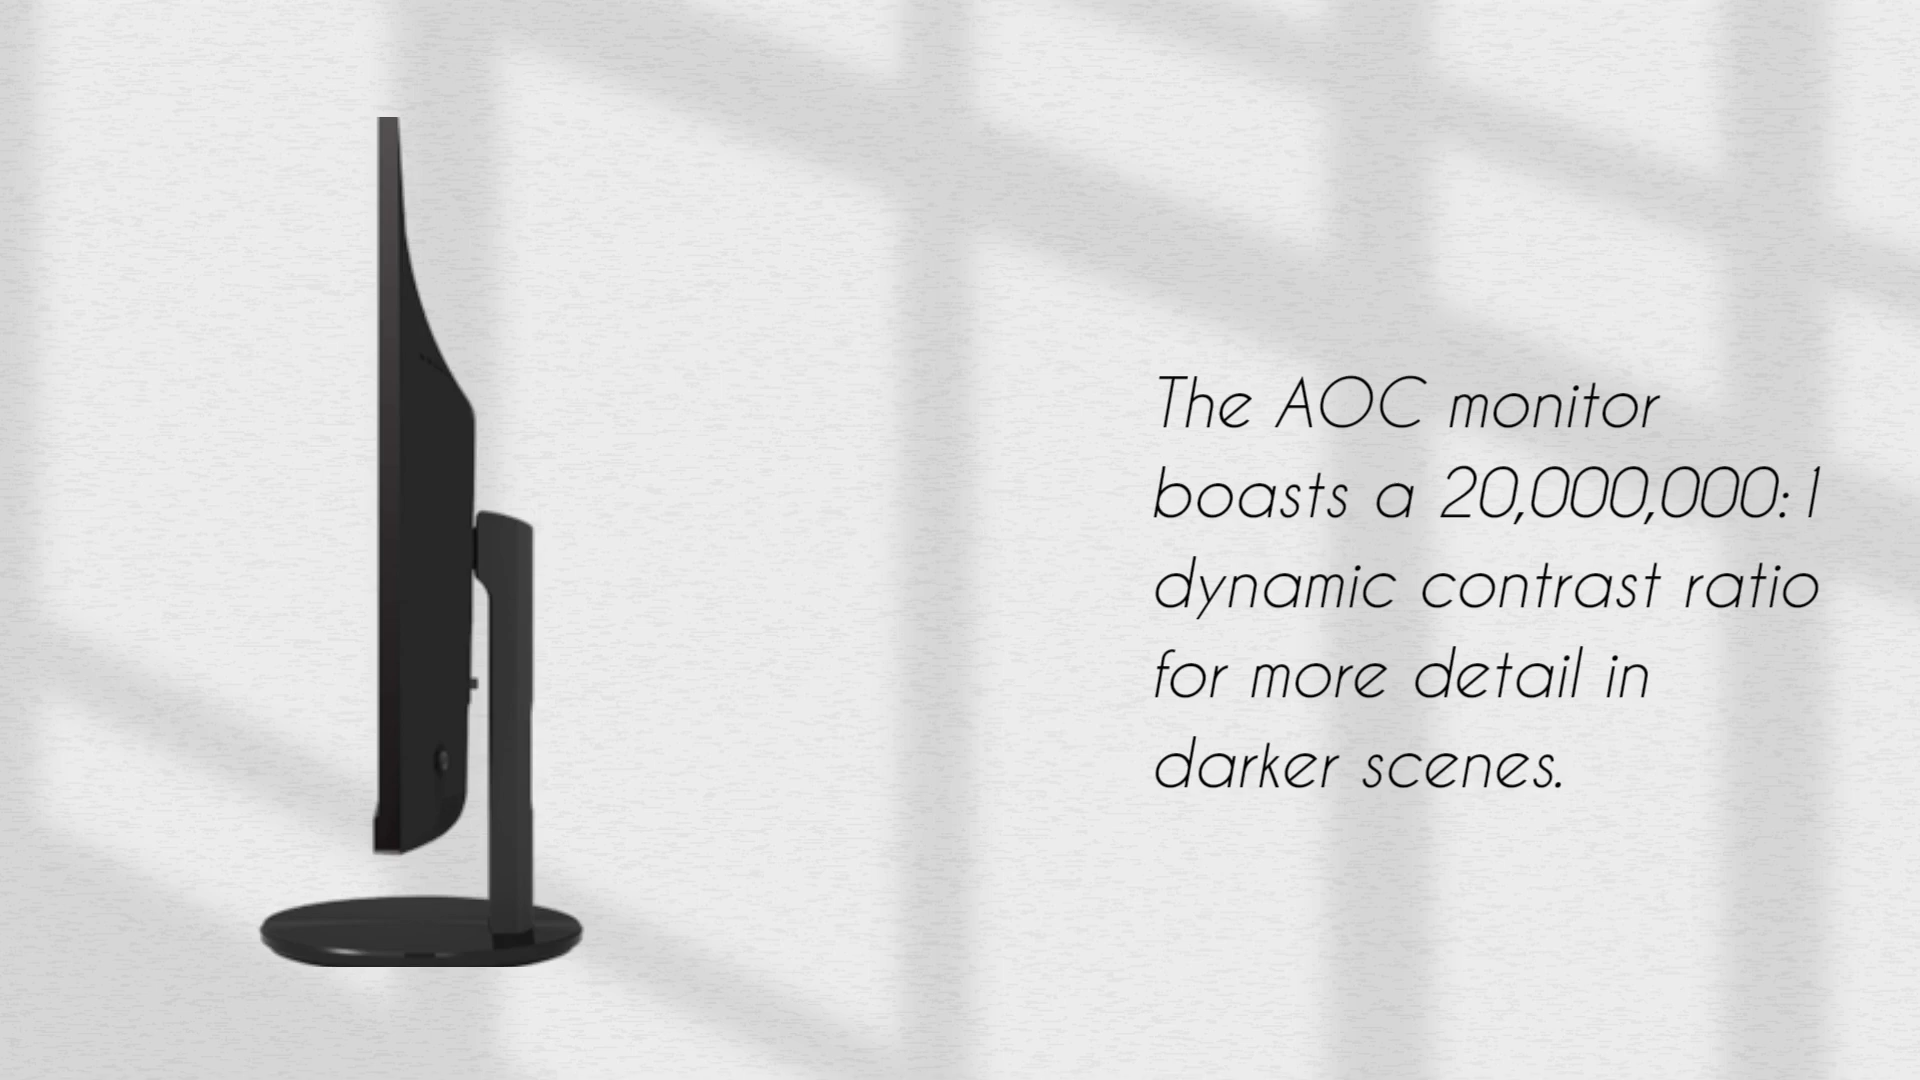 The AOC monitor
boasts a 20,000,000:1
dynamic contrast ratio
for more detail in
darker scenes.